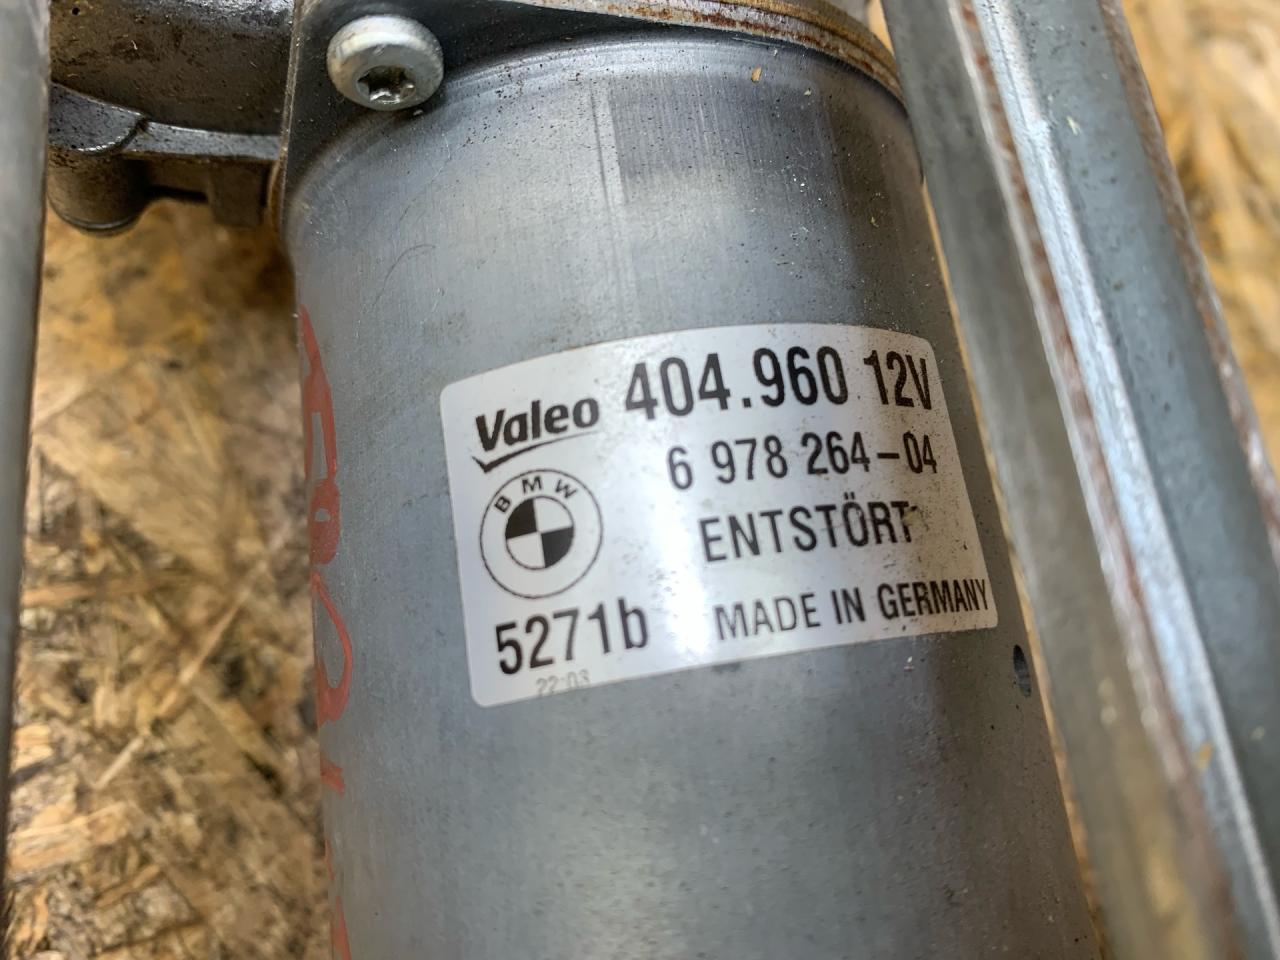 Valeo 404.960 12V
6 978 264-04
BMW
ENTSTÖRT
5271b MADE IN GERMANY
22:03